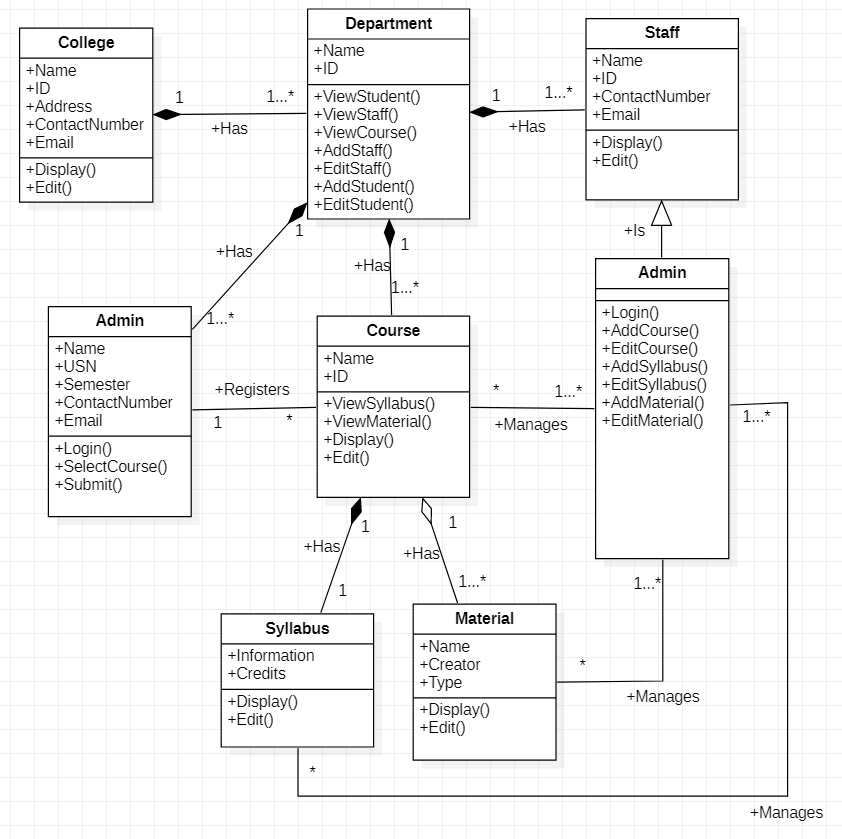 College
+Name
+ID
+Address
+ContactNumber
+Email
+Display()
+Edit()
1
1...*
+Has
Department
+Name
+ID
+ViewStudent()
+ViewStaff()
+ViewCourse()
+AddStaff()
+EditStaff()
+AddStudent()
+EditStudent()
1
1...*
+Has
Staff
+Name
+ID
+ContactNumber
+Email
+Display()
+Edit()
+Is
1
+Has
1...*
1
+Has
1...*
Admin
+Name
+USN
+Semester
+ContactNumber
+Email
+Login()
+SelectCourse()
+Submit()
+Registers
1
*
Course
+Name
+ID
+ViewSyllabus()
+ViewMaterial()
+Display()
+Edit()
*
1...*
+Manages
Admin
+Login()
+AddCourse()
+EditCourse()
+AddSyllabus()
+EditSyllabus()
+AddMaterial()
+EditMaterial()
1...*
1
+Has
1
1
+Has
1...*
1...*
Syllabus
+Information
+Credits
+Display()
+Edit()
Material
+Name
+Creator
+Type
+Display()
+Edit()
*
+Manages
*
+Manages